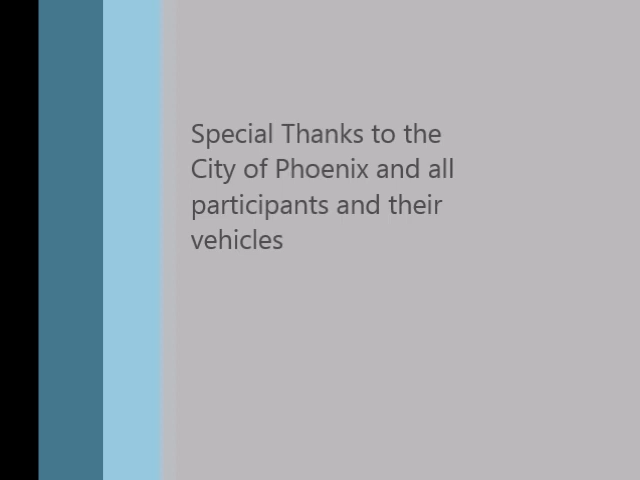 Special Thanks to the
City of Phoenix and all
participants and their
vehicles